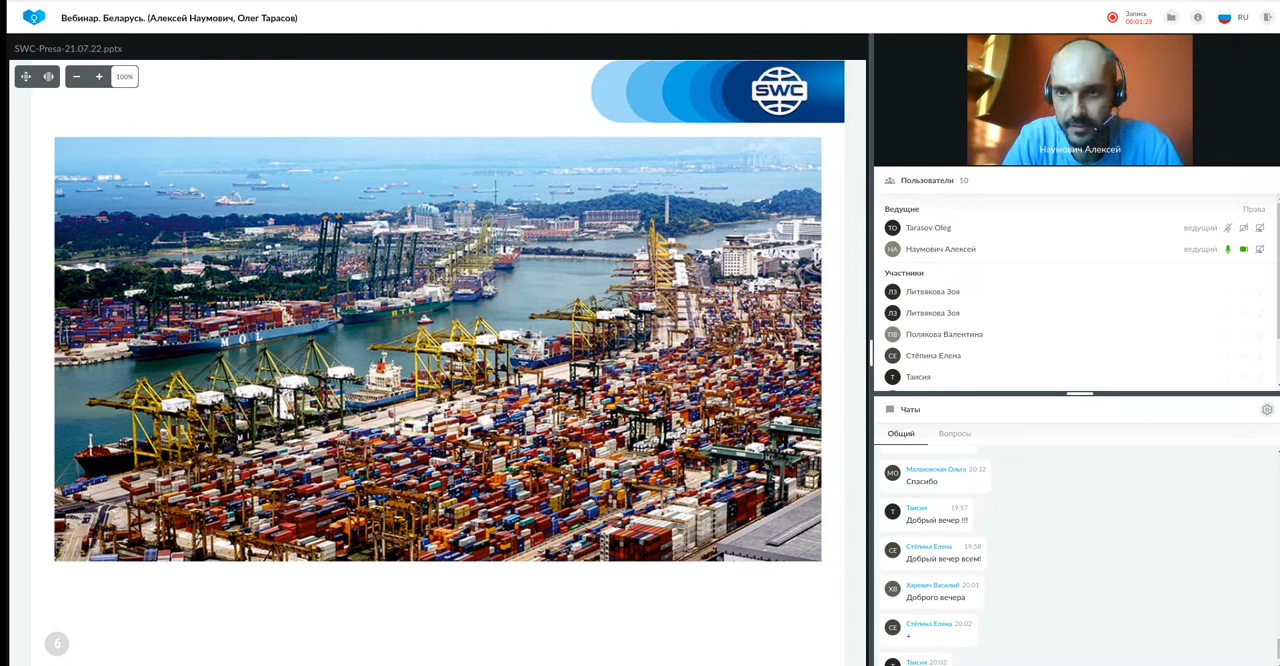 Вебинар. Беларусь. (Алексей Наумович, Олег Тарасов)
Запись
00:01:29
RU
SWC-Presa-21.07.22.pptx
100%
SWC
Наумович Алексей
Пользователи 10
Ведущие
Права
TO Tarasov Oleg ведущий
НА Наумович Алексей ведущий
Участники
ЛЗ Литвякова Зоя
ЛЗ Литвякова Зоя
ПВ Полякова Валентина
СЕ Стёпина Елена
Т Таисия
Чаты
Общий Вопросы
МО Малаховская Ольга 20:32
Спасибо
Т Таисия 19:57
Добрый вечер !!!
СЕ Стёпина Елена 19:58
Добрый вечер всем!
ХВ Харевич Василий 20:01
Доброго вечера
СЕ Стёпина Елена 20:02
+
Таисия 20:02
6